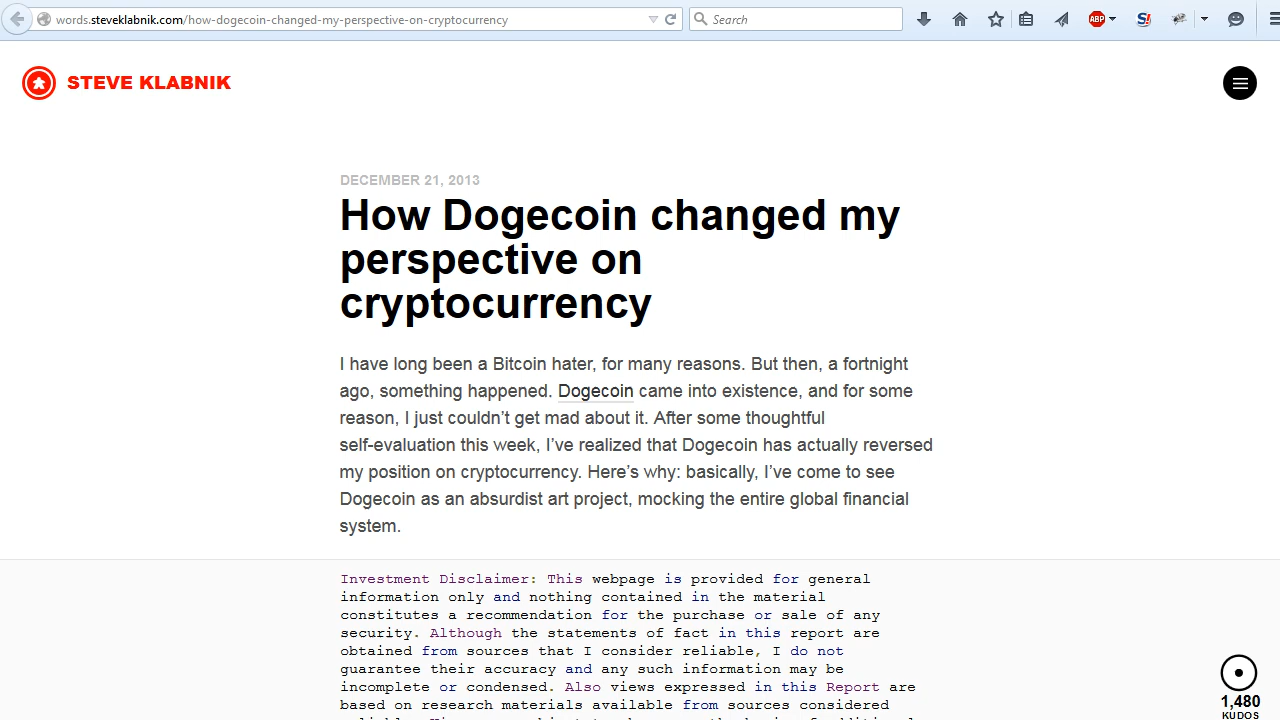 words.steveklabnik.com/how-dogecoin-changed-my-perspective-on-cryptocurrency
Search
ABP
S!
STEVE KLABNIK
DECEMBER 21, 2013
How Dogecoin changed my
perspective on
cryptocurrency
I have long been a Bitcoin hater, for many reasons. But then, a fortnight
ago, something happened. Dogecoin came into existence, and for some
reason, I just couldn’t get mad about it. After some thoughtful
self-evaluation this week, I’ve realized that Dogecoin has actually reversed
my position on cryptocurrency. Here’s why: basically, I’ve come to see
Dogecoin as an absurdist art project, mocking the entire global financial
system.
Investment Disclaimer: This webpage is provided for general
information only and nothing contained in the material
constitutes a recommendation for the purchase or sale of any
security. Although the statements of fact in this report are
obtained from sources that I consider reliable, I do not
guarantee their accuracy and any such information may be
incomplete or condensed. Also views expressed in this Report are
based on research materials available from sources considered
1,480
KUDOS